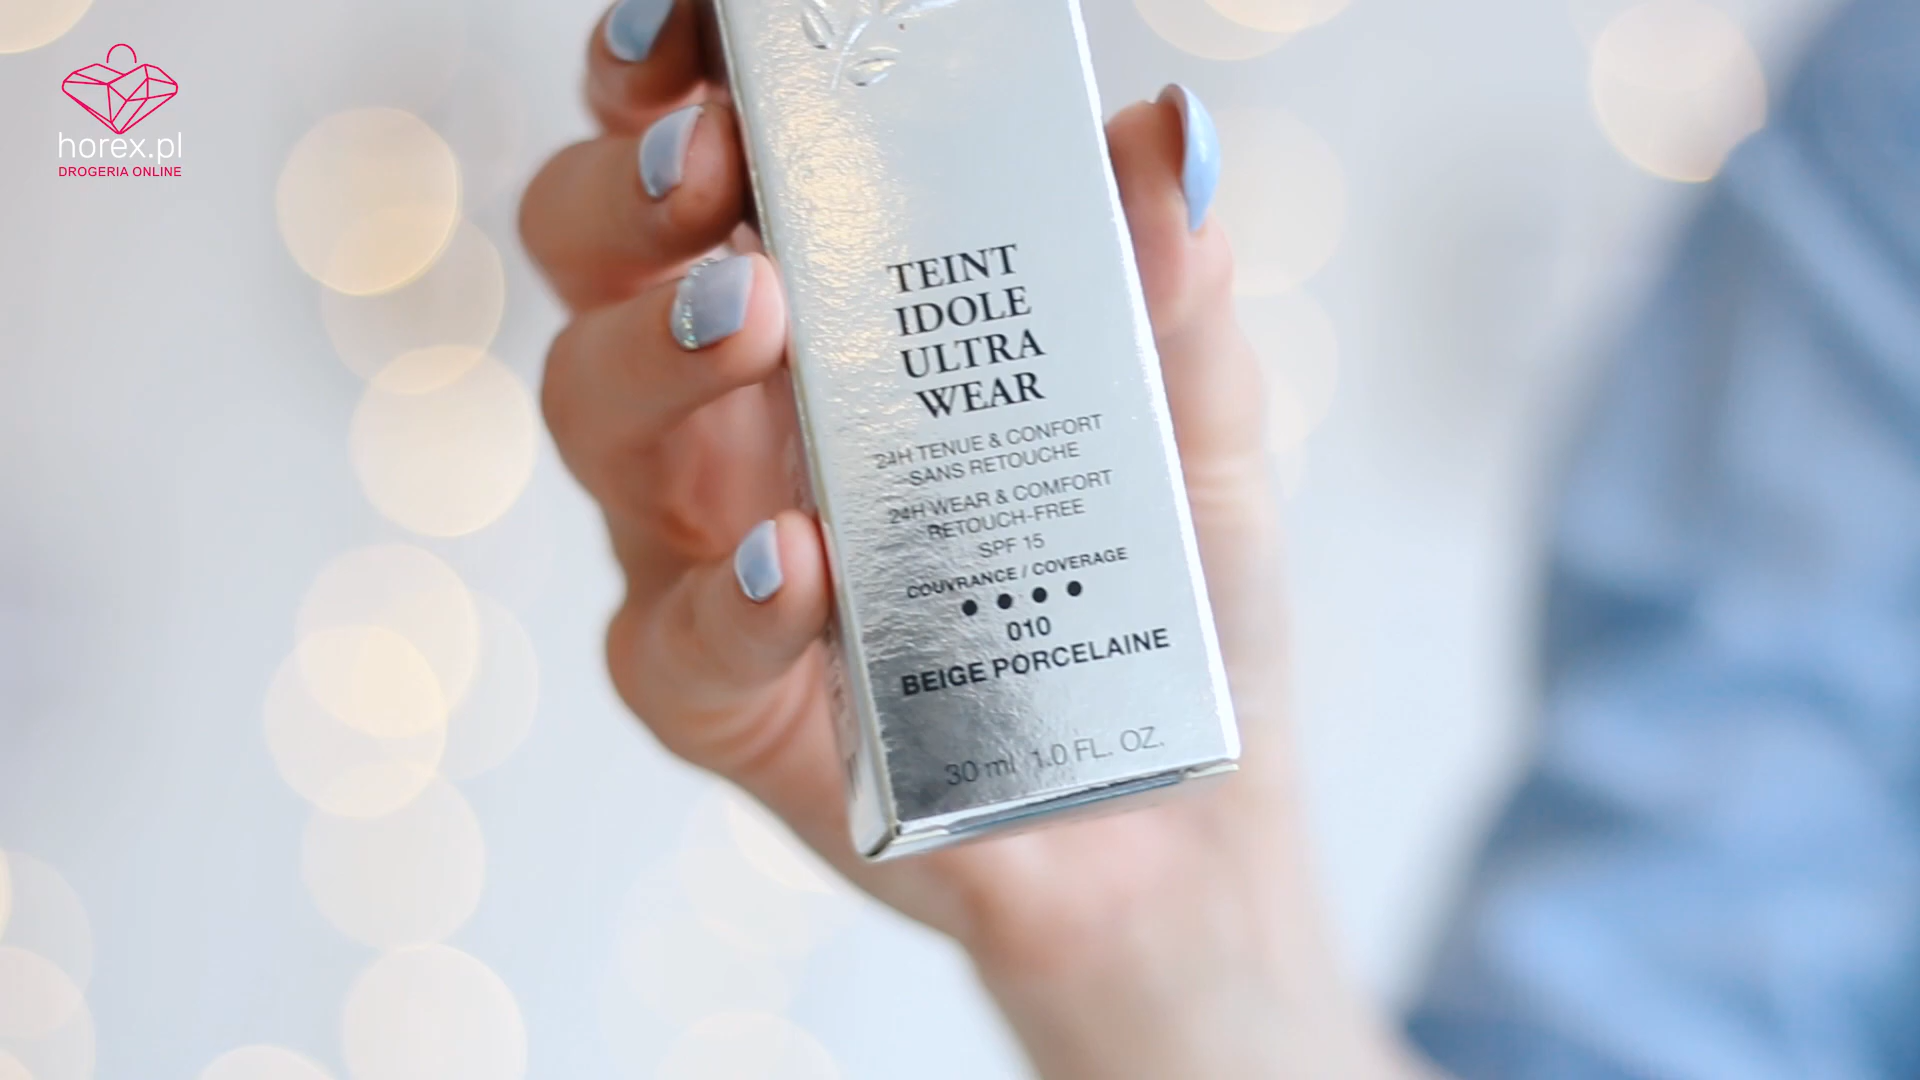 horex.pl
DROGERIA ONLINE
TEINT
IDOLE
ULTRA
WEAR
24H TENUE & CONFORT
SANS RETOUCHE
24H WEAR & COMFORT
RETOUCH-FREE
SPF 15
COUVRANCE / COVERAGE
010
BEIGE PORCELAINE
30 ml 1.0 FL. OZ.